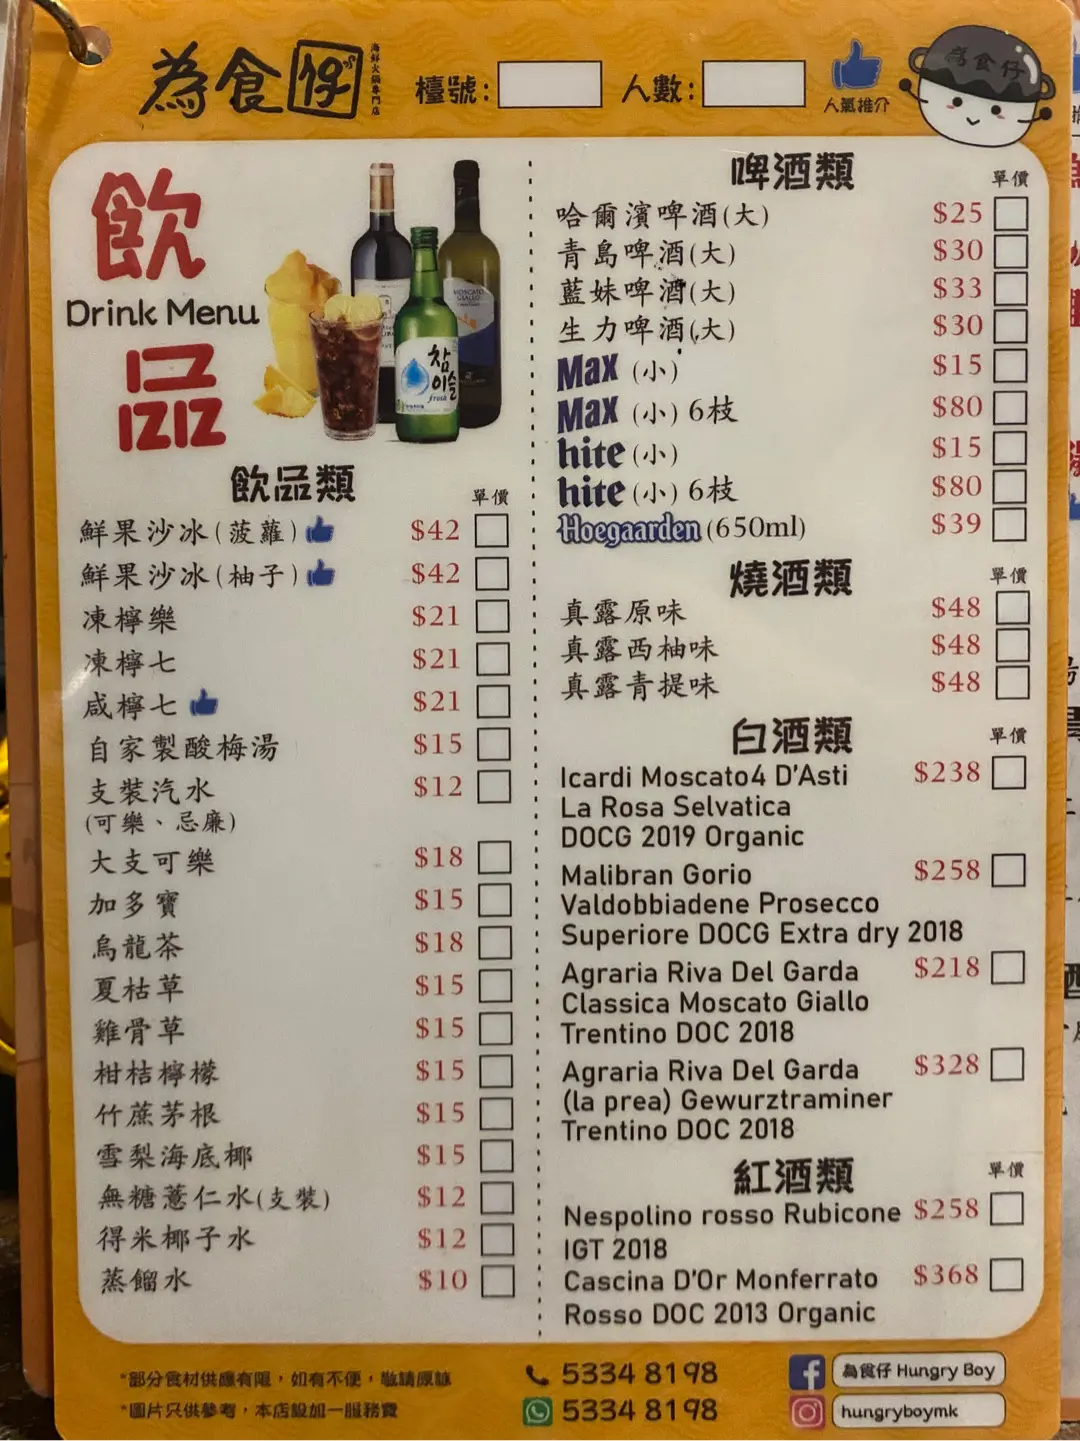 為食仔
海鮮火鍋專門店
檯號:
人數:
人氣推介
為食仔
飲品
Drink Menu
MOSCATO
GIALLO
참이슬
fresh
飲品類
單價
鮮果沙冰(菠蘿) $42
鮮果沙冰(柚子) $42
凍檸樂 $21
凍檸七 $21
咸檸七 $21
自家製酸梅湯 $15
支裝汽水 $12
(可樂、忌廉)
大支可樂 $18
加多寶 $15
烏龍茶 $18
夏枯草 $15
雞骨草 $15
柑桔檸檬 $15
竹蔗茅根 $15
雪梨海底椰 $15
無糖薏仁水(支裝) $12
得米椰子水 $12
蒸餾水 $10
啤酒類
單價
哈爾濱啤酒(大) $25
青島啤酒(大) $30
藍妹啤酒(大) $33
生力啤酒(大) $30
Max (小) $15
Max (小) 6枝 $80
hite (小) $15
hite (小) 6枝 $80
Hoegaarden (650ml) $39
燒酒類
單價
真露原味 $48
真露西柚味 $48
真露青提味 $48
白酒類
單價
Icardi Moscato4 D'Asti $238
La Rosa Selvatica
DOCG 2019 Organic
Malibran Gorio $258
Valdobbiadene Prosecco
Superiore DOCG Extra dry 2018
Agraria Riva Del Garda $218
Classica Moscato Giallo
Trentino DOC 2018
Agraria Riva Del Garda $328
(la prea) Gewurztraminer
Trentino DOC 2018
紅酒類
單價
Nespolino rosso Rubicone $258
IGT 2018
Cascina D'Or Monferrato $368
Rosso DOC 2013 Organic
*部分食材供應有限，如有不便，敬請原諒
*圖片只供參考，本店設加一服務費
5334 8198
5334 8198
為食仔 Hungry Boy
hungryboymk